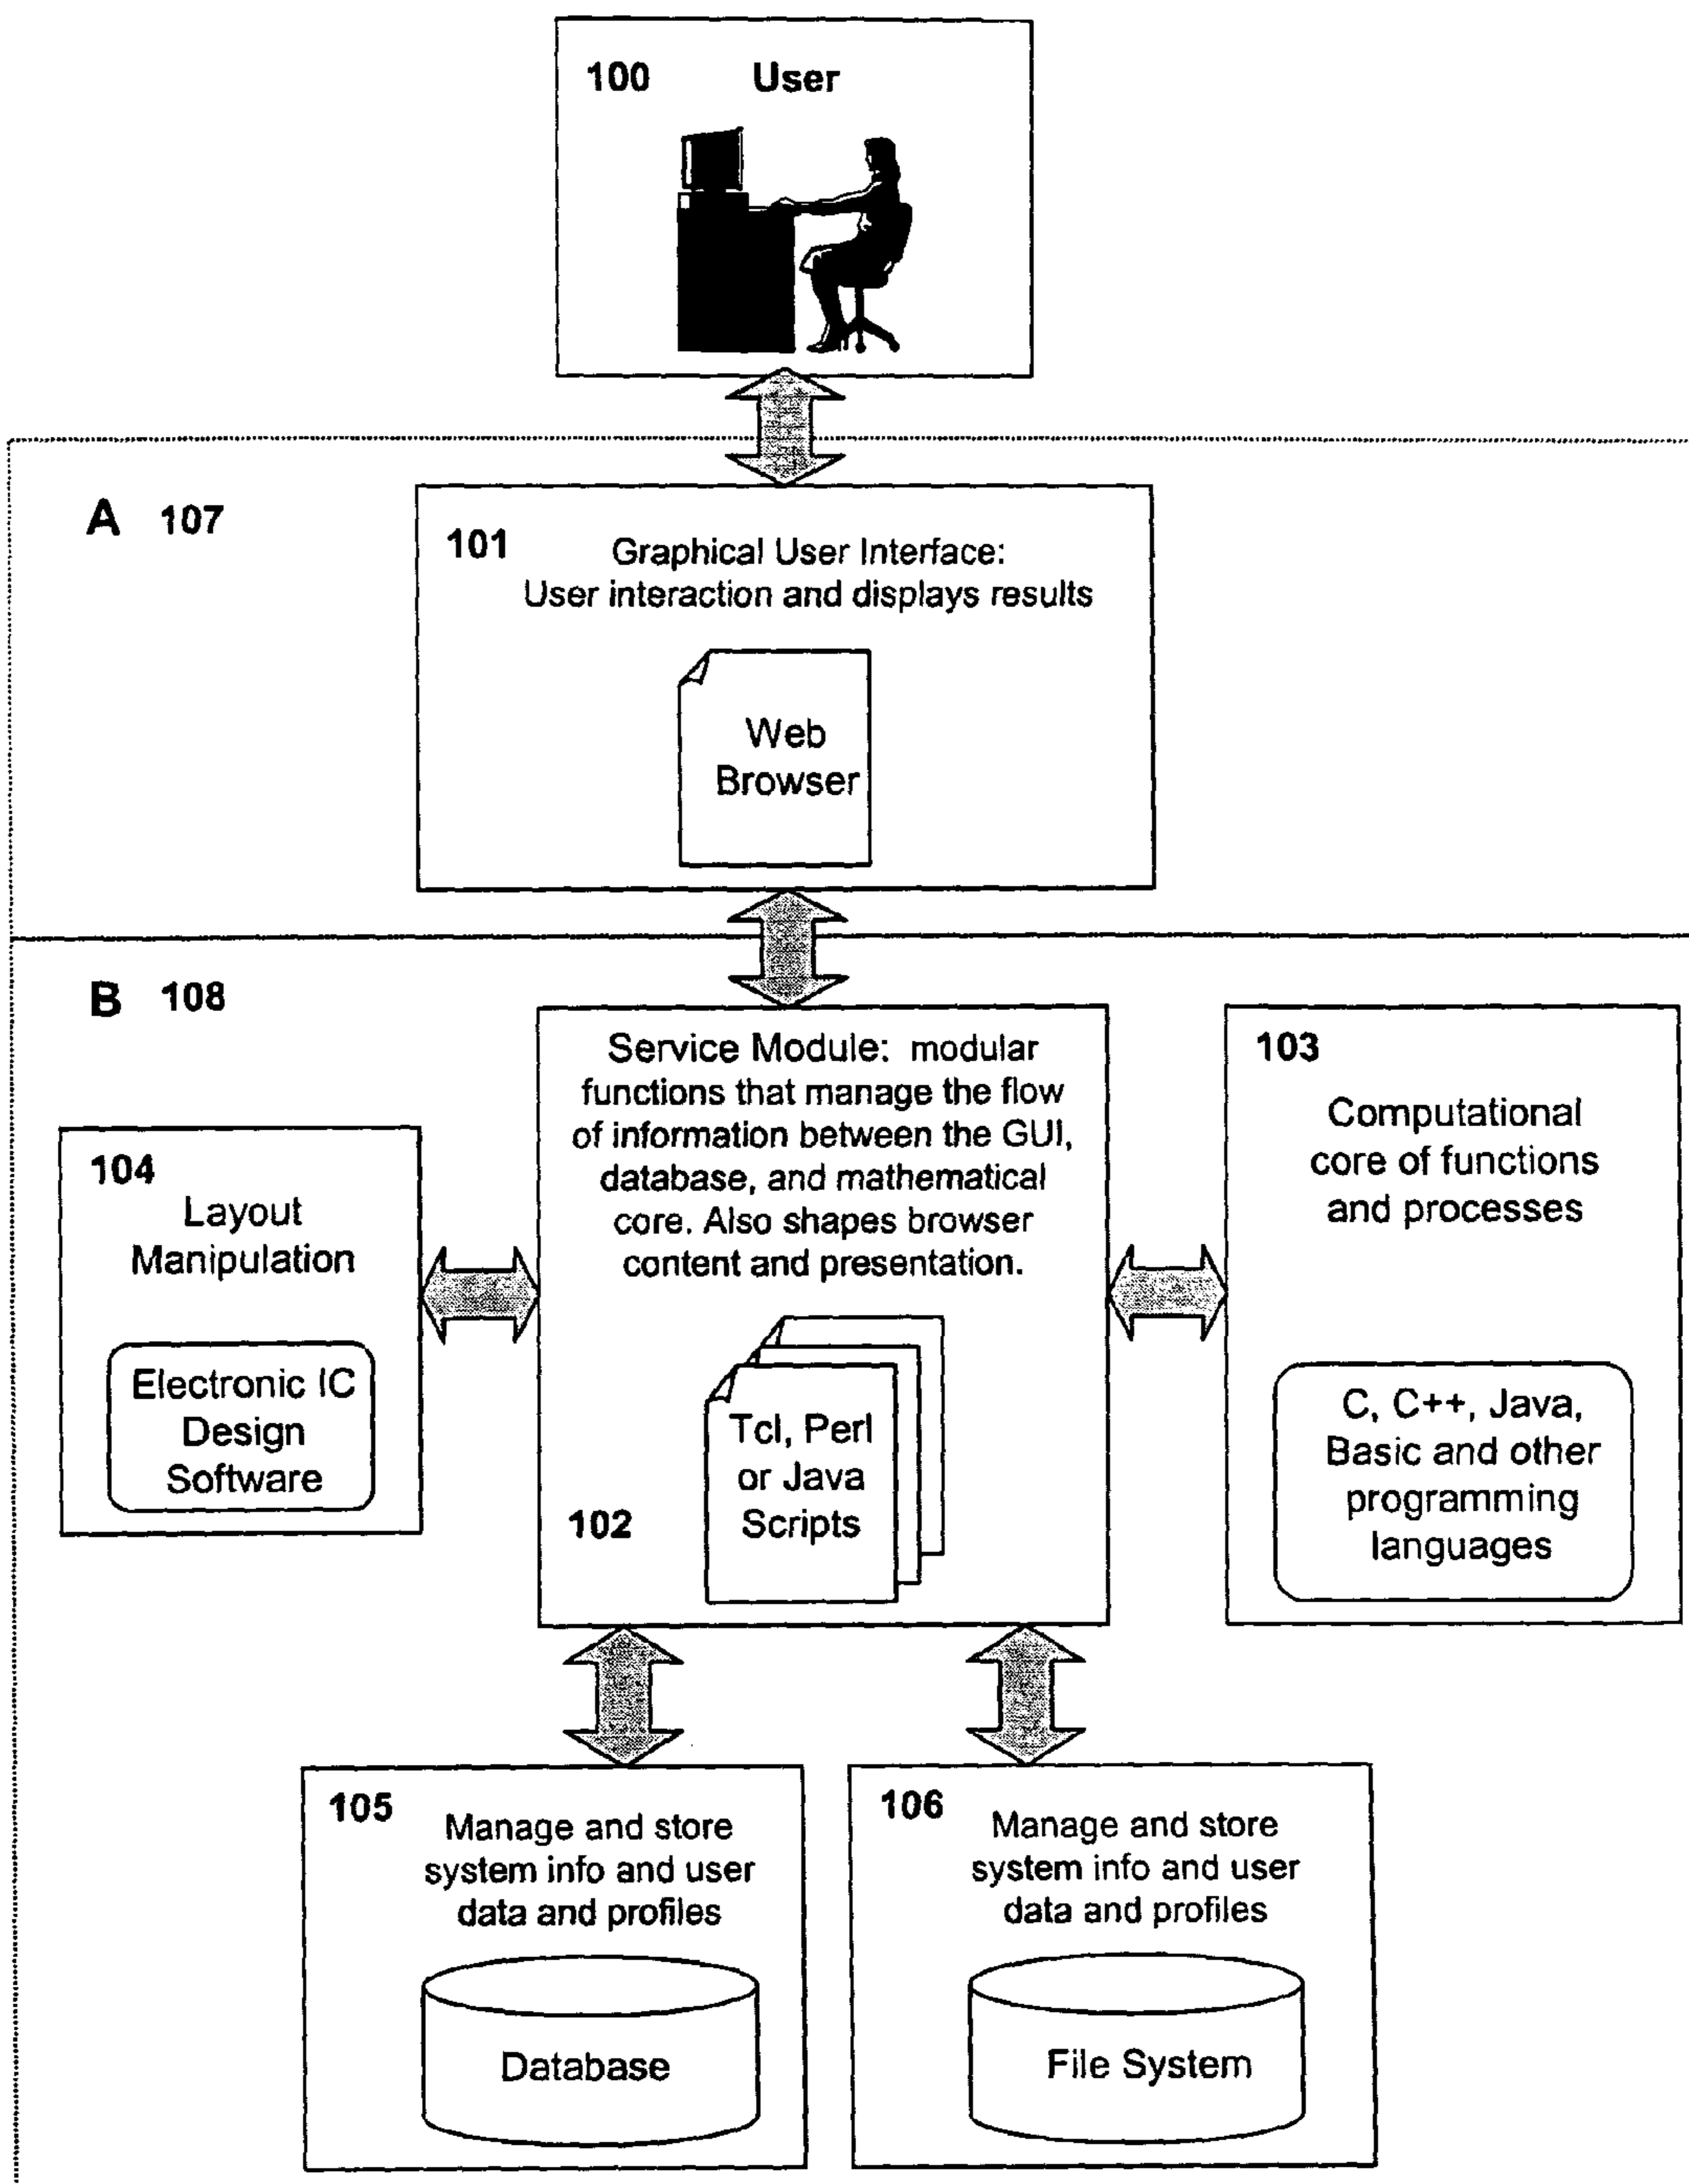 100 User
A 107
101 Graphical User Interface:
User interaction and displays results
Web
Browser
B 108
Service Module: modular
functions that manage the flow
of information between the GUI,
database, and mathematical
core. Also shapes browser
content and presentation.
Tcl, Perl
or Java
Scripts
102
103
Computational
core of functions
and processes
C, C++, Java,
Basic and other
programming
languages
104
Layout
Manipulation
Electronic IC
Design
Software
105
Manage and store
system info and user
data and profiles
Database
106
Manage and store
system info and user
data and profiles
File System